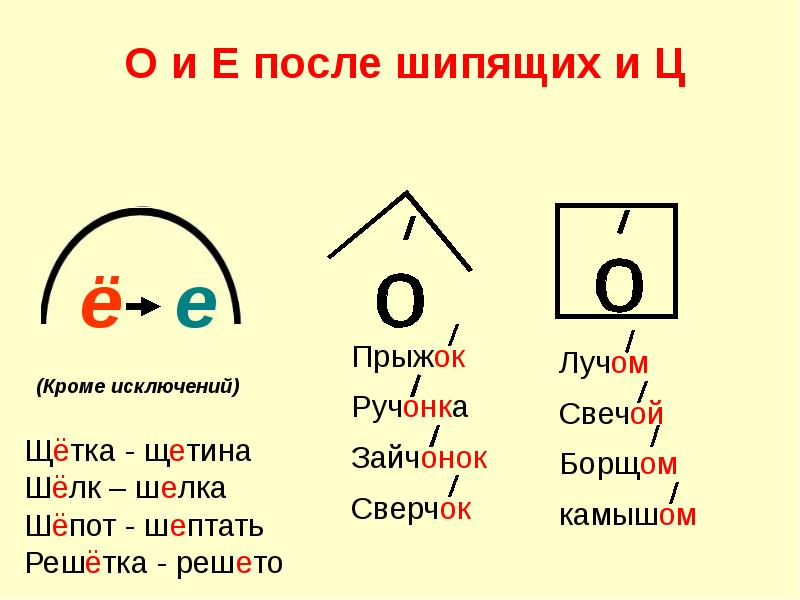 О и Е после шипящих и Ц
ё е
(Кроме исключений)
Щётка - щетина
Шёлк – шелка
Шёпот - шептать
Решётка - решето
о
Прыжок
Ручонка
Зайчонок
Сверчок
о
Лучом
Свечой
Борщом
камышом